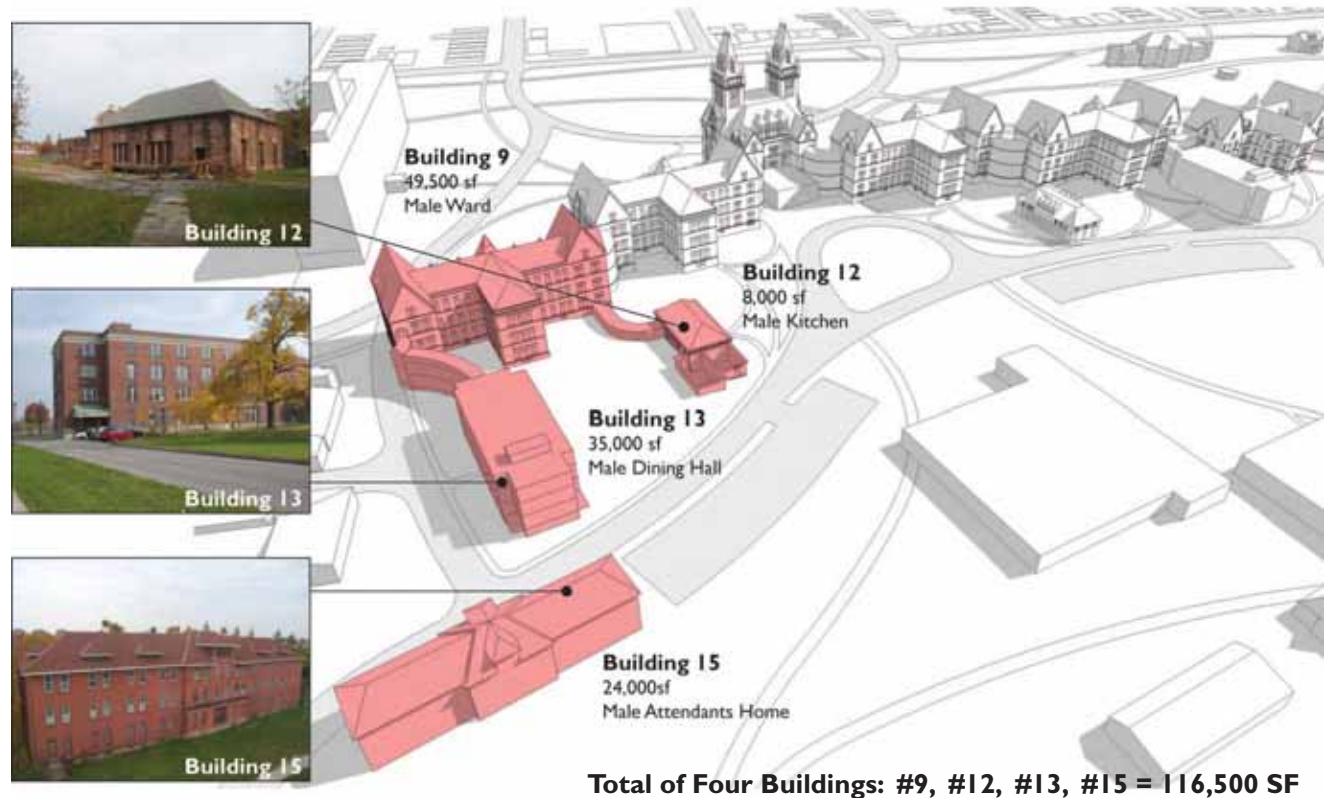 Building 12
Building 9
49,500 sf
Male Ward
Building 12
8,000 sf
Male Kitchen
Building 13
Building 13
35,000 sf
Male Dining Hall
Building 15
Building 15
24,000sf
Male Attendants Home
Total of Four Buildings: #9, #12, #13, #15 = 116,500 SF